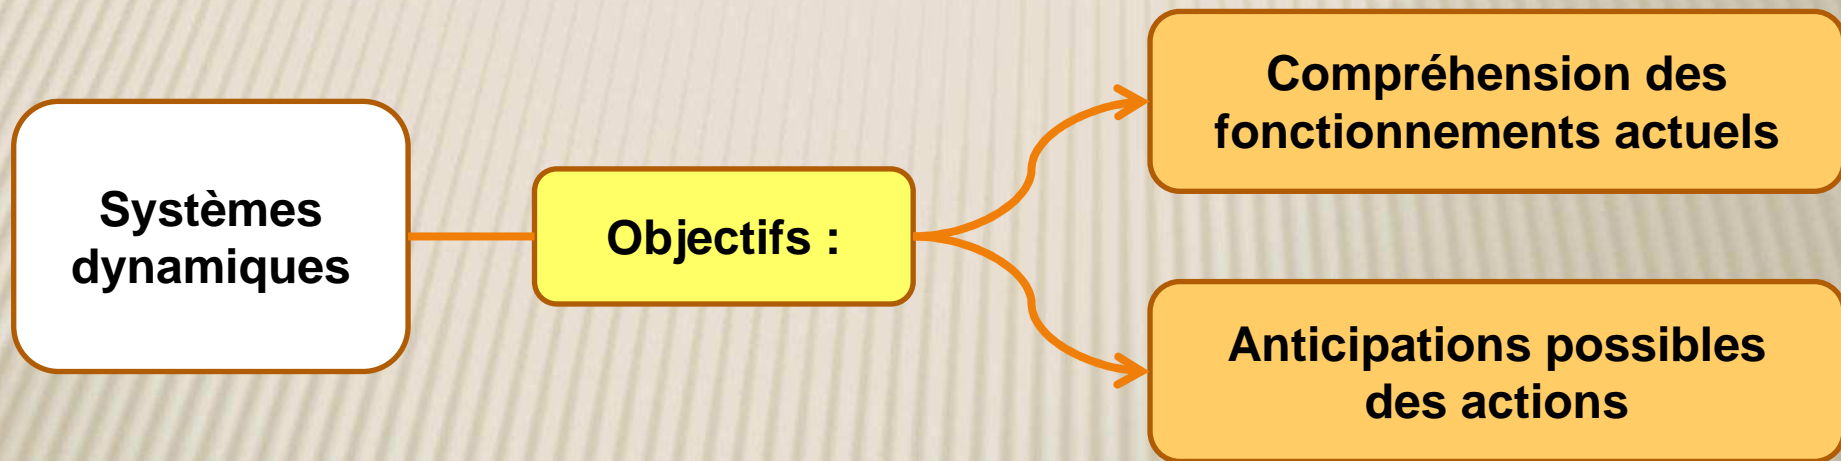 Systèmes
dynamiques
Objectifs :
Compréhension des
fonctionnements actuels
Anticipations possibles
des actions